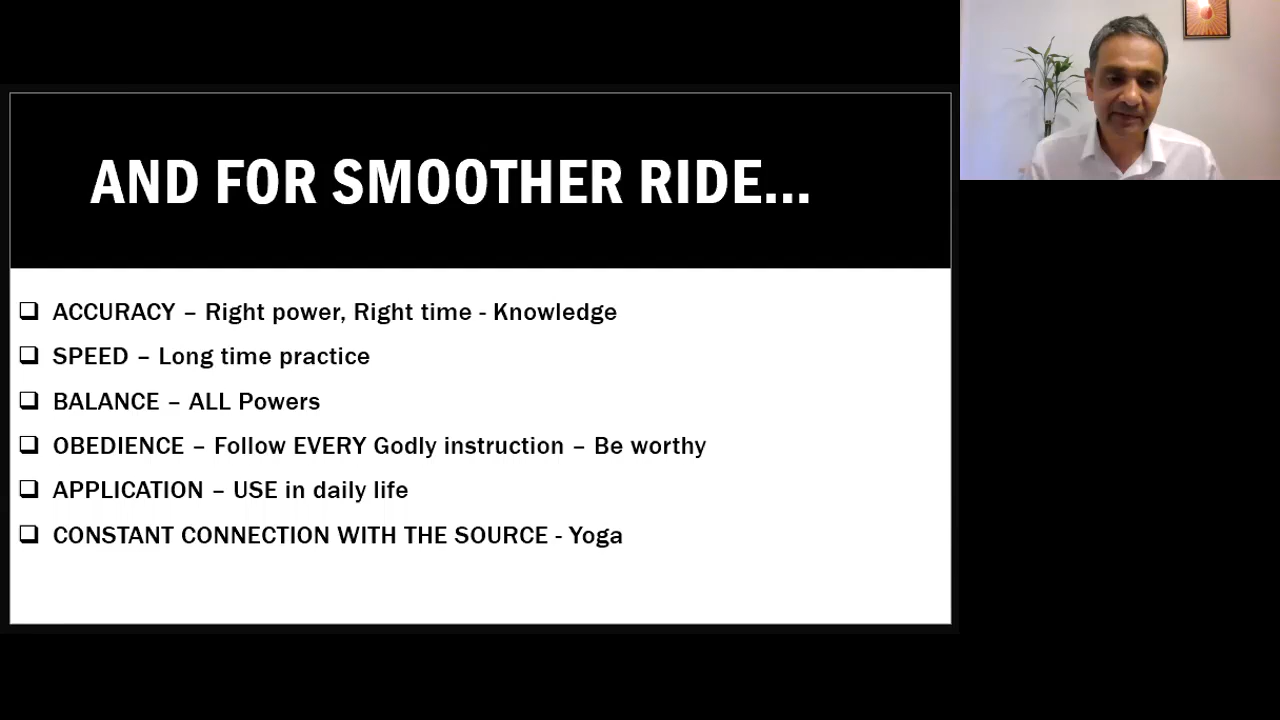 AND FOR SMOOTHER RIDE...
❑ ACCURACY – Right power, Right time - Knowledge
❑ SPEED – Long time practice
❑ BALANCE – ALL Powers
❑ OBEDIENCE – Follow EVERY Godly instruction – Be worthy
❑ APPLICATION – USE in daily life
❑ CONSTANT CONNECTION WITH THE SOURCE - Yoga